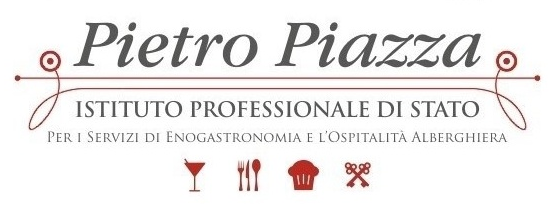 Pietro Piazza
ISTITUTO PROFESSIONALE DI STATO
PER I SERVIZI DI ENOGASTRONOMIA E L'OSPITALITÀ ALBERGHIERA